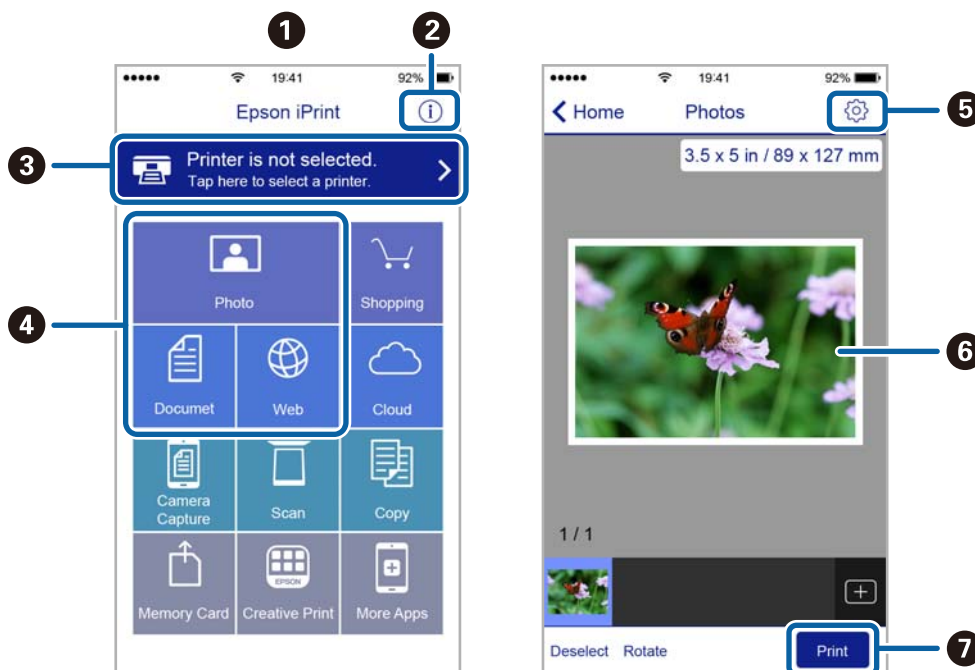 1
2
19:41
92%
Epson iPrint
i
3
Printer is not selected.
Tap here to select a printer.
4
Photo
Shopping
Documet
Web
Cloud
Camera
Capture
Scan
Copy
EPSON
Memory Card
Creative Print
More Apps
19:41
92%
Home
Photos
5
3.5 x 5 in / 89 x 127 mm
6
1 / 1
Deselect
Rotate
Print
7